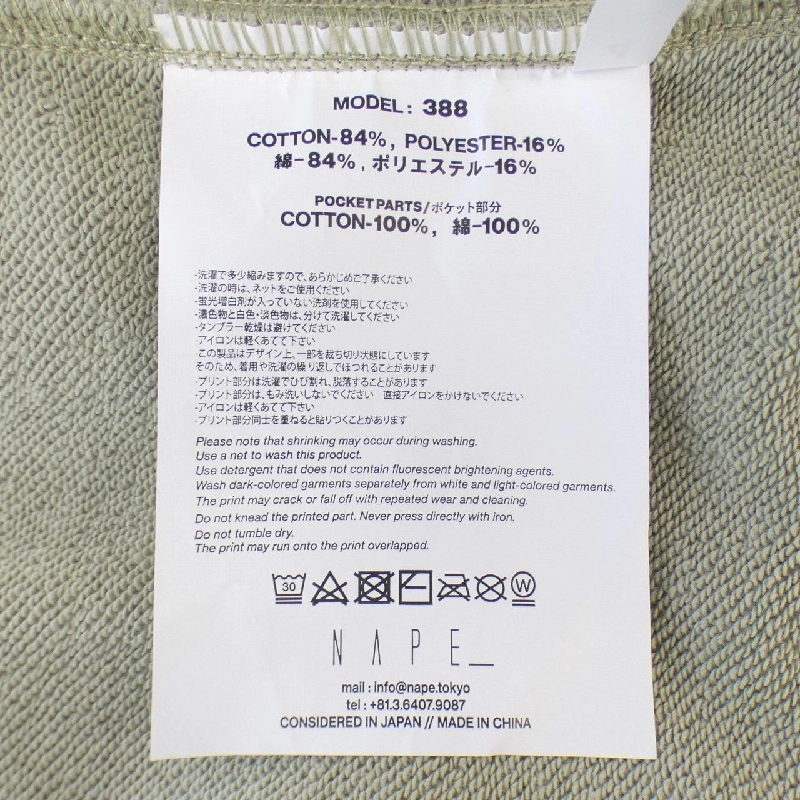 MODEL: 388
COTTON-84%, POLYESTER-16%
綿-84%, ポリエステル-16%
POCKET PARTS/ポケット部分
COTTON-100%, 綿-100%
-洗濯で多少縮みますので、あらかじめご了承ください
-洗濯の時は、ネットをご使用ください
-蛍光増白剤が入っていない洗剤を使用してください
-濃色物と白色・淡色物は、分けて洗濯してください
-タンブラー乾燥は避けてください
アイロンは軽くあてて下さい
-この製品はデザイン上、一部を裁ち切り状態にしています
そのため、着用や洗濯の繰り返しでほつれることがあります
-プリント部分は洗濯でひび割れ、脱落することがあります
-プリント部分は、もみ洗いしないでください 直接アイロンをかけないでください
-アイロンは軽くあてて下さい
-プリント部分同士を重ねると貼りつくことがあります
Please note that shrinking may occur during washing.
Use a net to wash this product.
Use detergent that does not contain fluorescent brightening agents.
Wash dark-colored garments separately from white and light-colored garments.
The print may crack or fall off with repeated wear and cleaning.
Do not knead the printed part. Never press directly with iron.
Do not tumble dry.
The print may run onto the print overlapped.
30 W
NAPE_
mail : info@nape.tokyo
tel : +81.3.6407.9087
CONSIDERED IN JAPAN // MADE IN CHINA